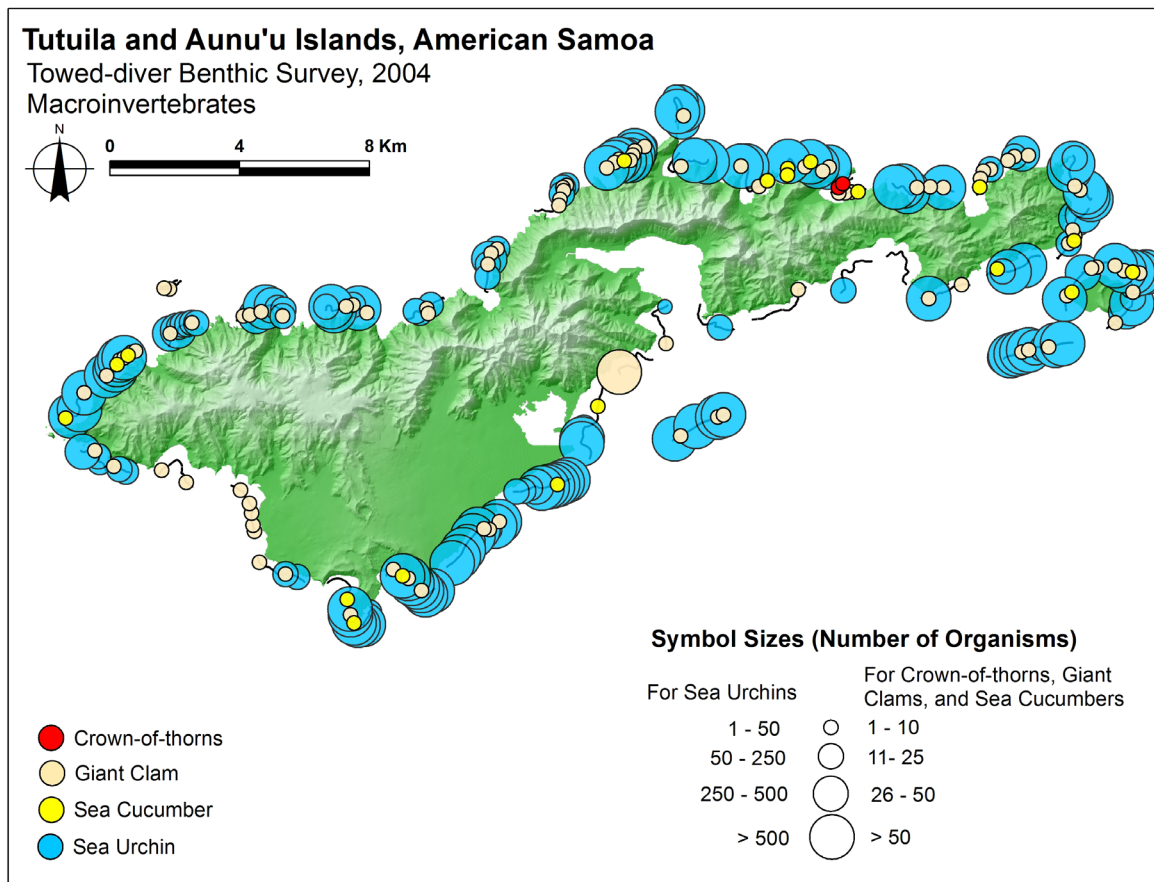 Tutuila and Aunu'u Islands, American Samoa
Towed-diver Benthic Survey, 2004
Macroinvertebrates
N
0 4 8 Km
Symbol Sizes (Number of Organisms)
For Sea Urchins
For Crown-of-thorns, Giant
Clams, and Sea Cucumbers
1 - 50 1 - 10
50 - 250 11- 25
250 - 500 26 - 50
> 500 > 50
Crown-of-thorns
Giant Clam
Sea Cucumber
Sea Urchin